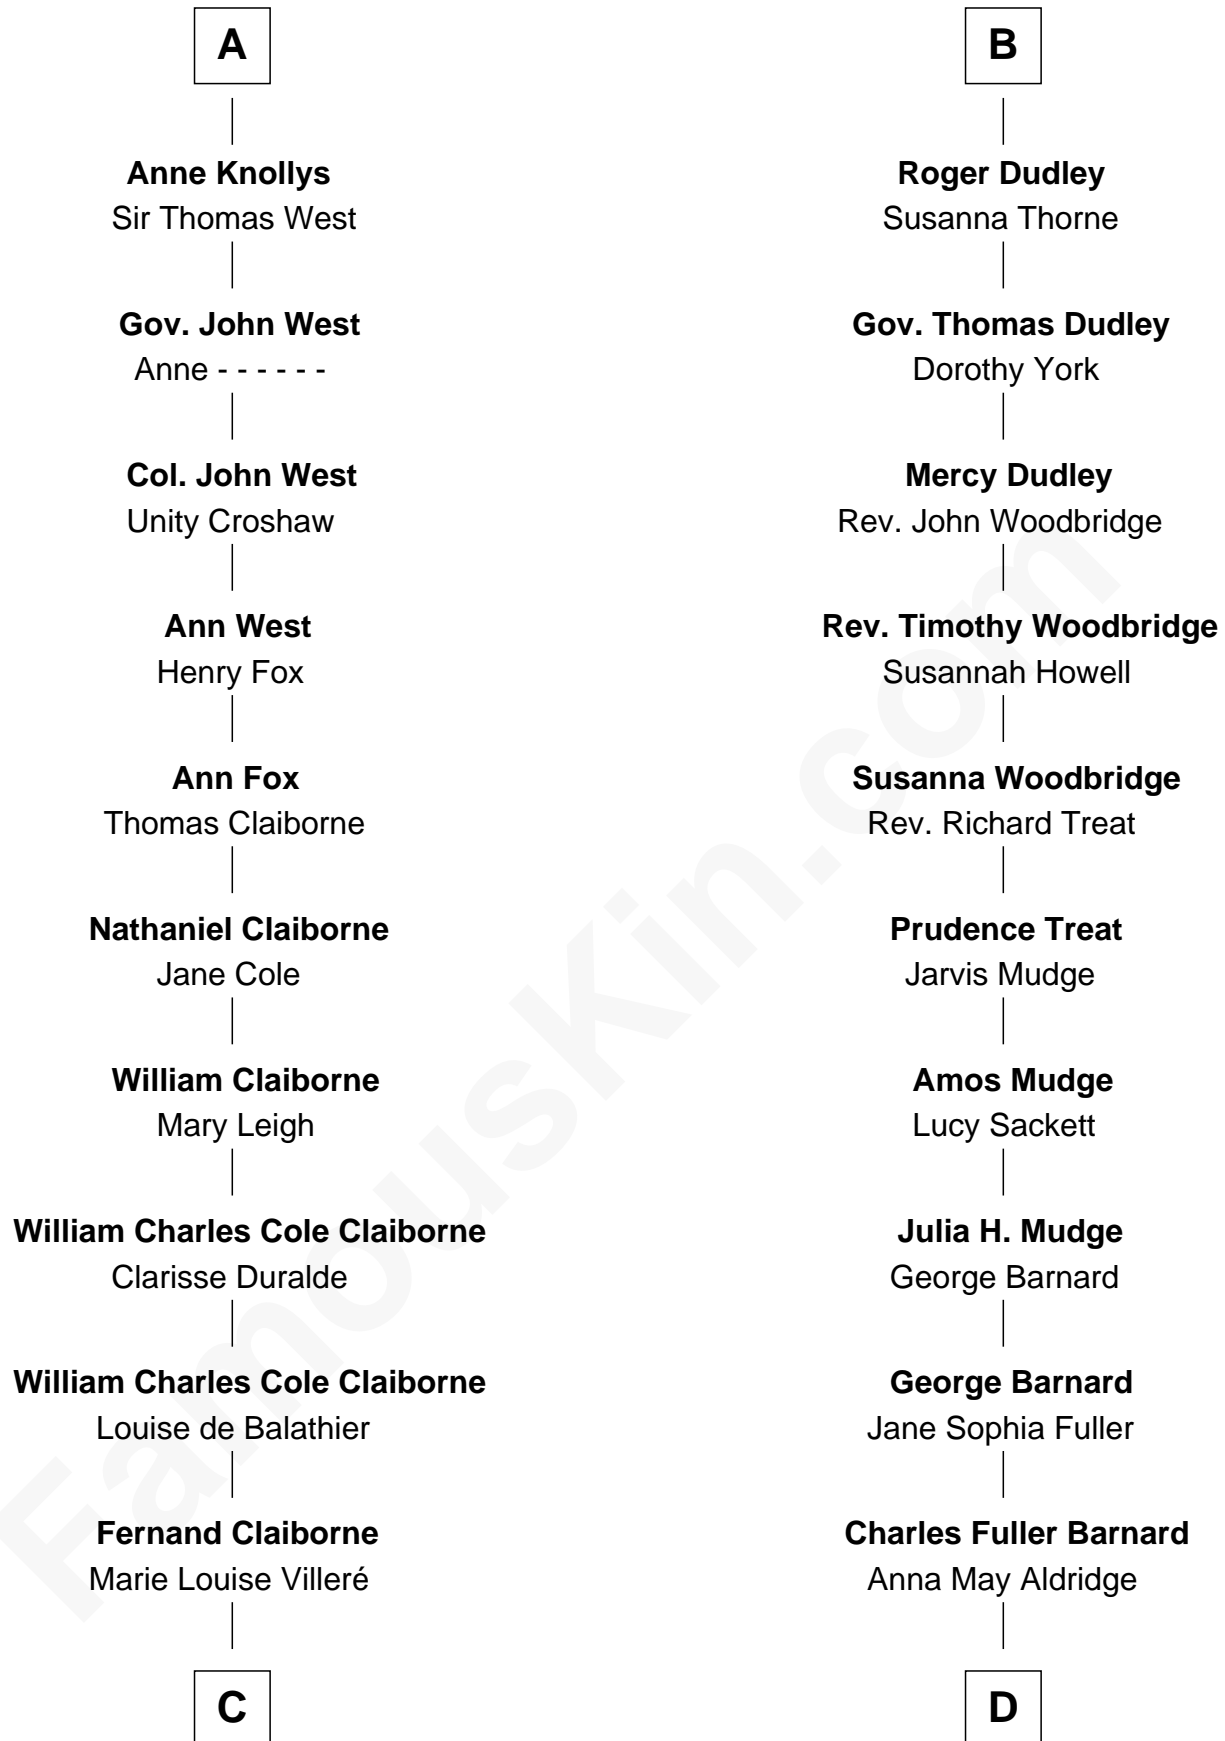 A
Anne Knollys
Sir Thomas West
Gov. John West
Anne - - - - - -
Col. John West
Unity Croshaw
Ann West
Henry Fox
Ann Fox
Thomas Claiborne
Nathaniel Claiborne
Jane Cole
William Claiborne
Mary Leigh
William Charles Cole Claiborne
Clarisse Duralde
William Charles Cole Claiborne
Louise de Balathier
Fernand Claiborne
Marie Louise Villeré
C
B
Roger Dudley
Susanna Thorne
Gov. Thomas Dudley
Dorothy York
Mercy Dudley
Rev. John Woodbridge
Rev. Timothy Woodbridge
Susannah Howell
Susanna Woodbridge
Rev. Richard Treat
Prudence Treat
Jarvis Mudge
Amos Mudge
Lucy Sackett
Julia H. Mudge
George Barnard
George Barnard
Jane Sophia Fuller
Charles Fuller Barnard
Anna May Aldridge
D
FamousKin.com